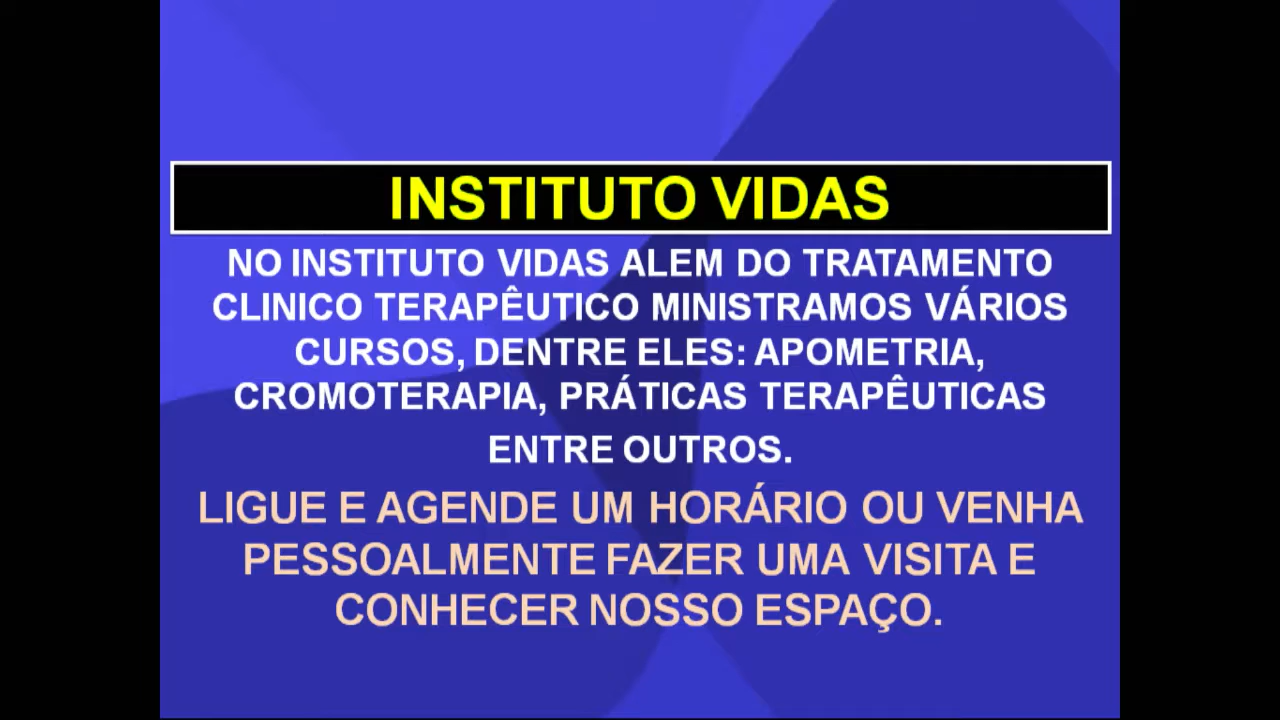 INSTITUTO VIDAS
NO INSTITUTO VIDAS ALEM DO TRATAMENTO
CLINICO TERAPÊUTICO MINISTRAMOS VÁRIOS
CURSOS, DENTRE ELES: APOMETRIA,
CROMOTERAPIA, PRÁTICAS TERAPÊUTICAS
ENTRE OUTROS.
LIGUE E AGENDE UM HORÁRIO OU VENHA
PESSOALMENTE FAZER UMA VISITA E
CONHECER NOSSO ESPAÇO.